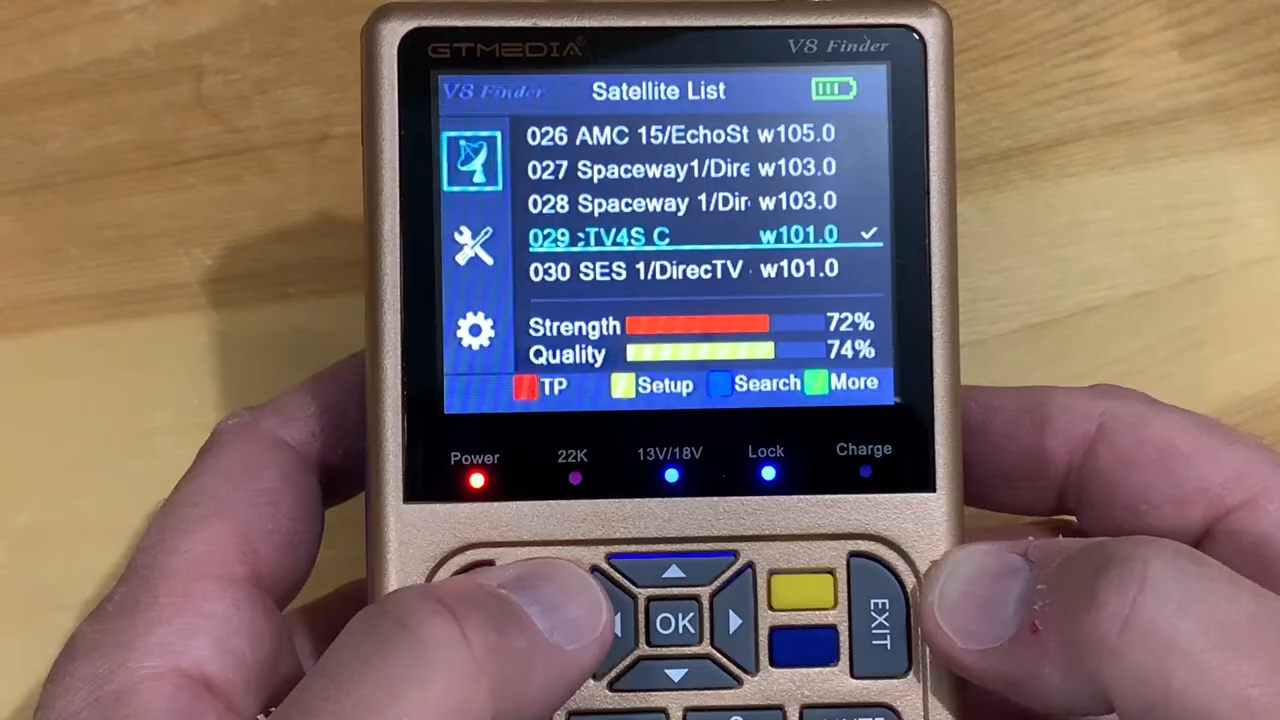 GTMEDIA® V8 Finder
V8 Finder Satellite List
026 AMC 15/EchoSt w105.0
027 Spaceway1/Dire w103.0
028 Spaceway 1/Dir w103.0
029 :TV4S C w101.0
030 SES 1/DirecTV w101.0
Strength 72%
Quality 74%
TP Setup Search More
Power 22K 13V/18V Lock Charge
OK
EXIT